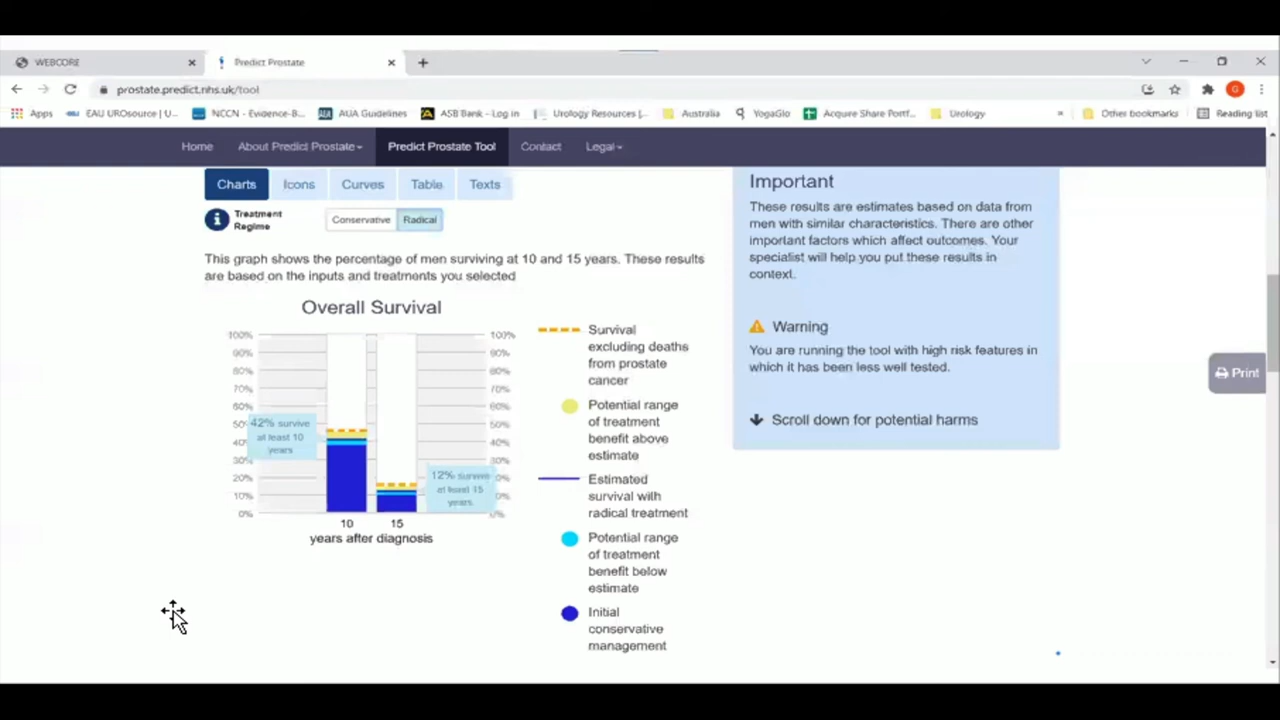 WEBCORE
Predict Prostate
prostate.predict.nhs.uk/tool
Apps
EAU UROsource | U...
NCCN - Evidence-B...
AUA Guidelines
ASB Bank - Log in
Urology Resources [...
Australia
YogaGlo
Acquire Share Portf...
Urology
»
Other bookmarks
Reading list
Home
About Predict Prostate
Predict Prostate Tool
Contact
Legal
Charts
Icons
Curves
Table
Texts
Treatment
Regime
Conservative
Radical
This graph shows the percentage of men surviving at 10 and 15 years. These results
are based on the inputs and treatments you selected
Overall Survival
100%
90%
80%
70%
60%
50%
40%
30%
20%
10%
0%
100%
90%
80%
70%
60%
50%
40%
30%
42% survive
at least 10
years
12% survive
at least 15
years
10
15
years after diagnosis
Survival
excluding deaths
from prostate
cancer
Potential range
of treatment
benefit above
estimate
Estimated
survival with
radical treatment
Potential range
of treatment
benefit below
estimate
Initial
conservative
management
Important
These results are estimates based on data from
men with similar characteristics. There are other
important factors which affect outcomes. Your
specialist will help you put these results in
context.
Warning
You are running the tool with high risk features in
which it has been less well tested.
Scroll down for potential harms
Print